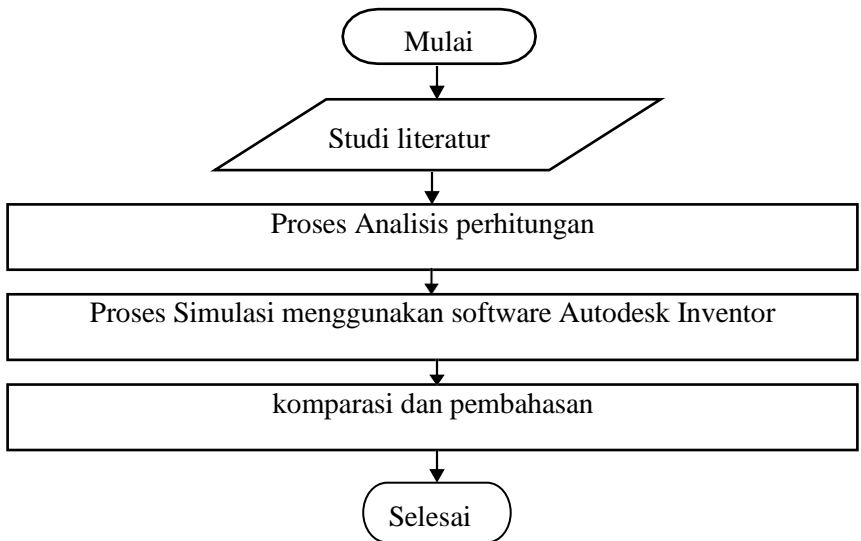 Mulai
Studi literatur
Proses Analisis perhitungan
Proses Simulasi menggunakan software Autodesk Inventor
komparasi dan pembahasan
Selesai